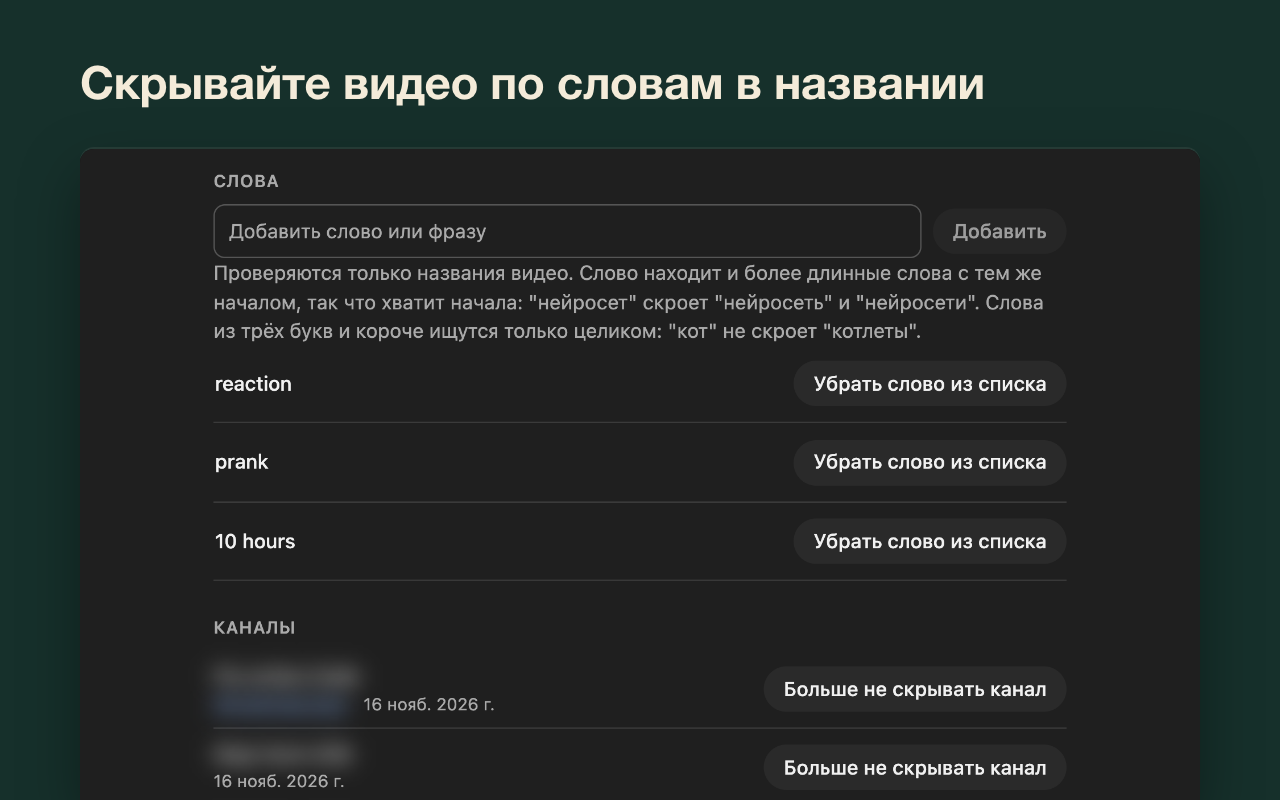 Скрывайте видео по словам в названии
СЛОВА
Добавить слово или фразу
Добавить
Проверяются только названия видео. Слово находит и более длинные слова с тем же
началом, так что хватит начала: "нейросет" скроет "нейросеть" и "нейросети". Слова
из трёх букв и короче ищутся только целиком: "кот" не скроет "котлеты".
reaction
Убрать слово из списка
prank
Убрать слово из списка
10 hours
Убрать слово из списка
КАНАЛЫ
16 нояб. 2026 г.
Больше не скрывать канал
16 нояб. 2026 г.
Больше не скрывать канал